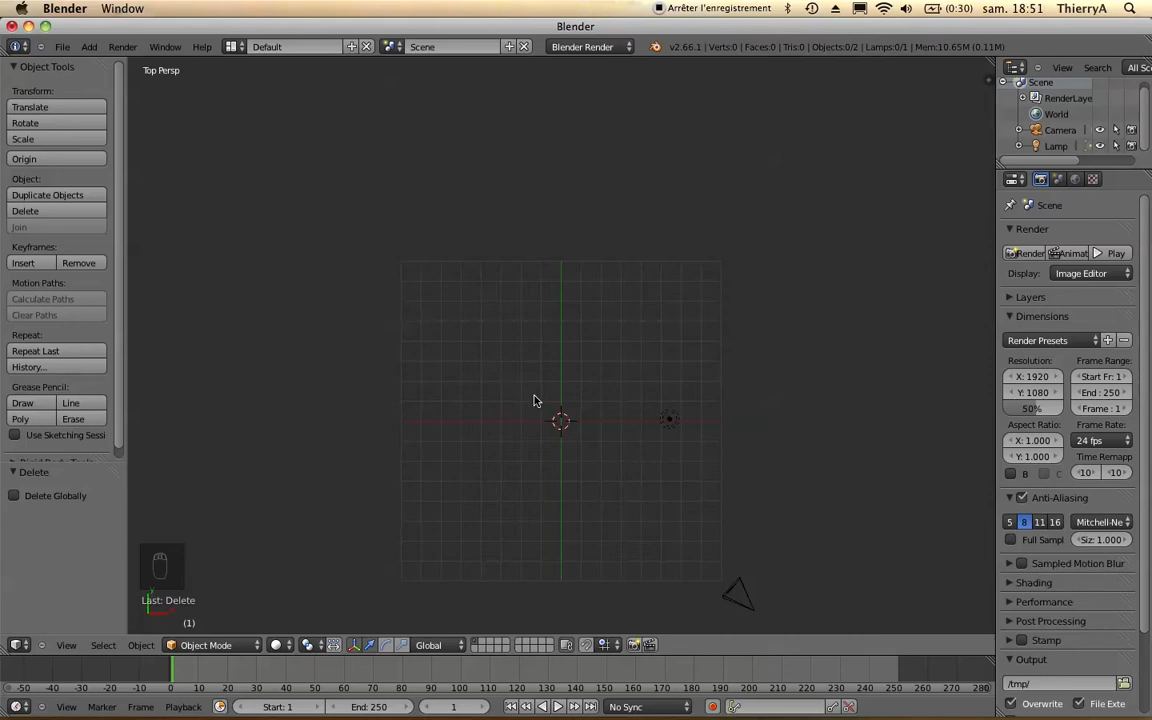 Blender Window Arrêter l'enregistrement (0:30) sam. 18:51 ThierryA
Blender
File Add Render Window Help Default Scene Blender Render v2.66.1 | Verts:0 | Faces:0 | Tris:0 | Objects:0/2 | Lamps:0/1 | Mem:10.65M (0.11M)
Object Tools
Transform:
Translate
Rotate
Scale
Origin
Object:
Duplicate Objects
Delete
Join
Keyframes:
Insert Remove
Motion Paths:
Calculate Paths
Clear Paths
Repeat:
Repeat Last
History...
Grease Pencil:
Draw Line
Poly Erase
Use Sketching Sessi
Delete
Delete Globally
Top Persp
Last: Delete
(1)
View Search All Sc
Scene
RenderLaye
World
Camera
Lamp
Scene
Render
Render Animat Play
Display: Image Editor
Layers
Dimensions
Render Presets
Resolution: Frame Range:
X: 1920 Start Fr: 1
Y: 1080 End : 250
50% Frame : 1
Aspect Ratio: Frame Rate:
X: 1.000 24 fps
Y: 1.000 Time Remapp
B C 10 10
Anti-Aliasing
5 8 11 16 Mitchell-Ne
Full Sampl Siz: 1.000
Sampled Motion Blur
Shading
Performance
Post Processing
Stamp
Output
/tmp/
Overwrite File Exte
View Select Object Object Mode Global
-50 -40 -30 -20 -10 0 10 20 30 40 50 60 70 80 90 100 110 120 130 140 150 160 170 180 190 200 210 220 230 240 250 260 270 280
View Marker Frame Playback Start: 1 End: 250 1 No Sync